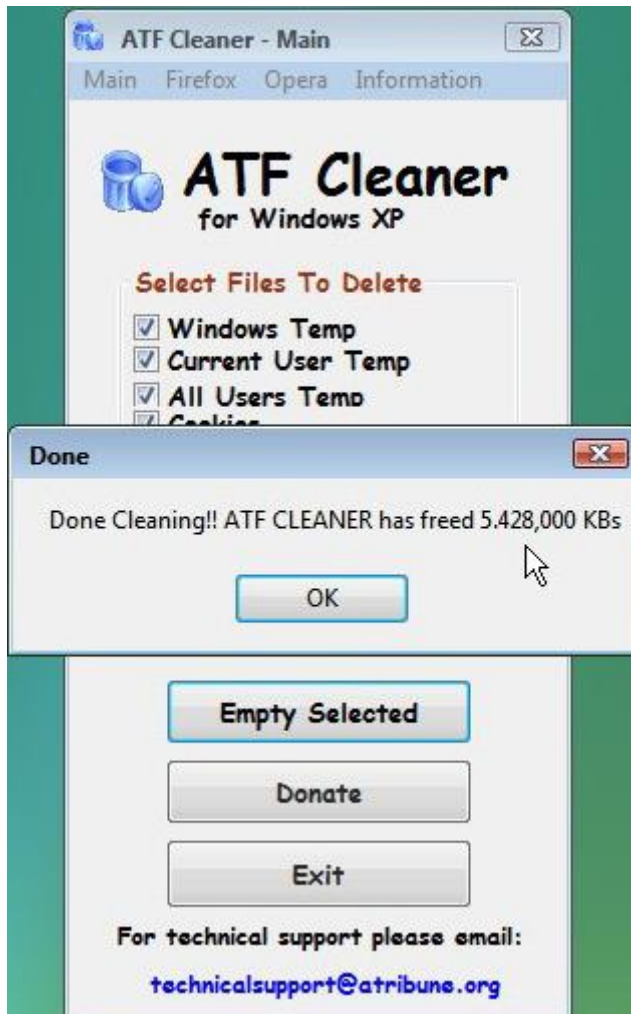 ATF Cleaner - Main
Main Firefox Opera Information
ATF Cleaner
for Windows XP
Select Files To Delete
Windows Temp
Current User Temp
All Users Temp
Cookies
Done
Done Cleaning!! ATF CLEANER has freed 5.428,000 KBs
OK
Empty Selected
Donate
Exit
For technical support please email:
technicalsupport@atribune.org